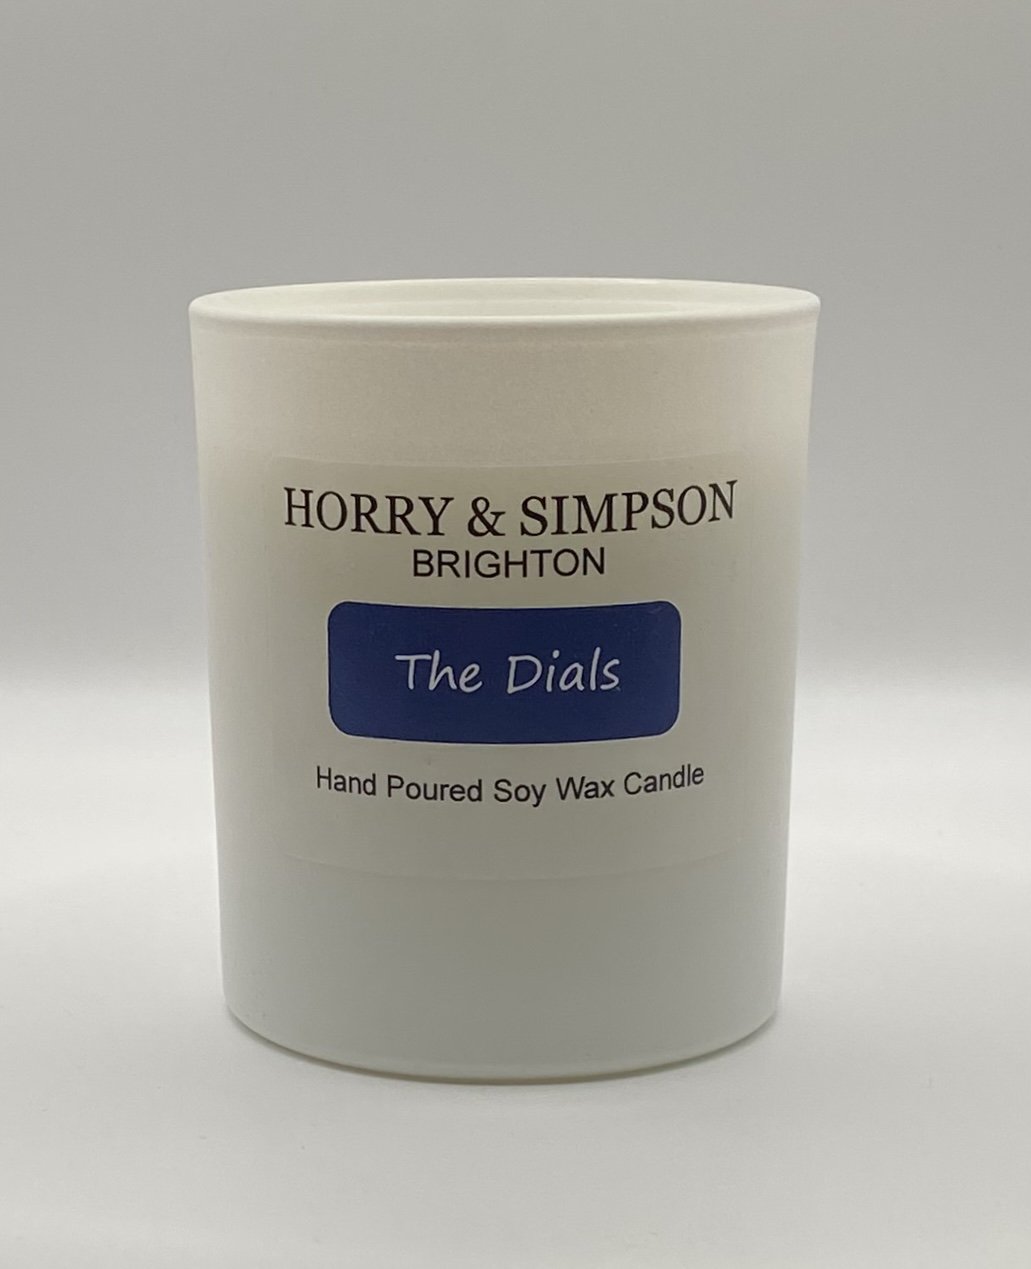 HORRY & SIMPSON
BRIGHTON
The Dials
Hand Poured Soy Wax Candle